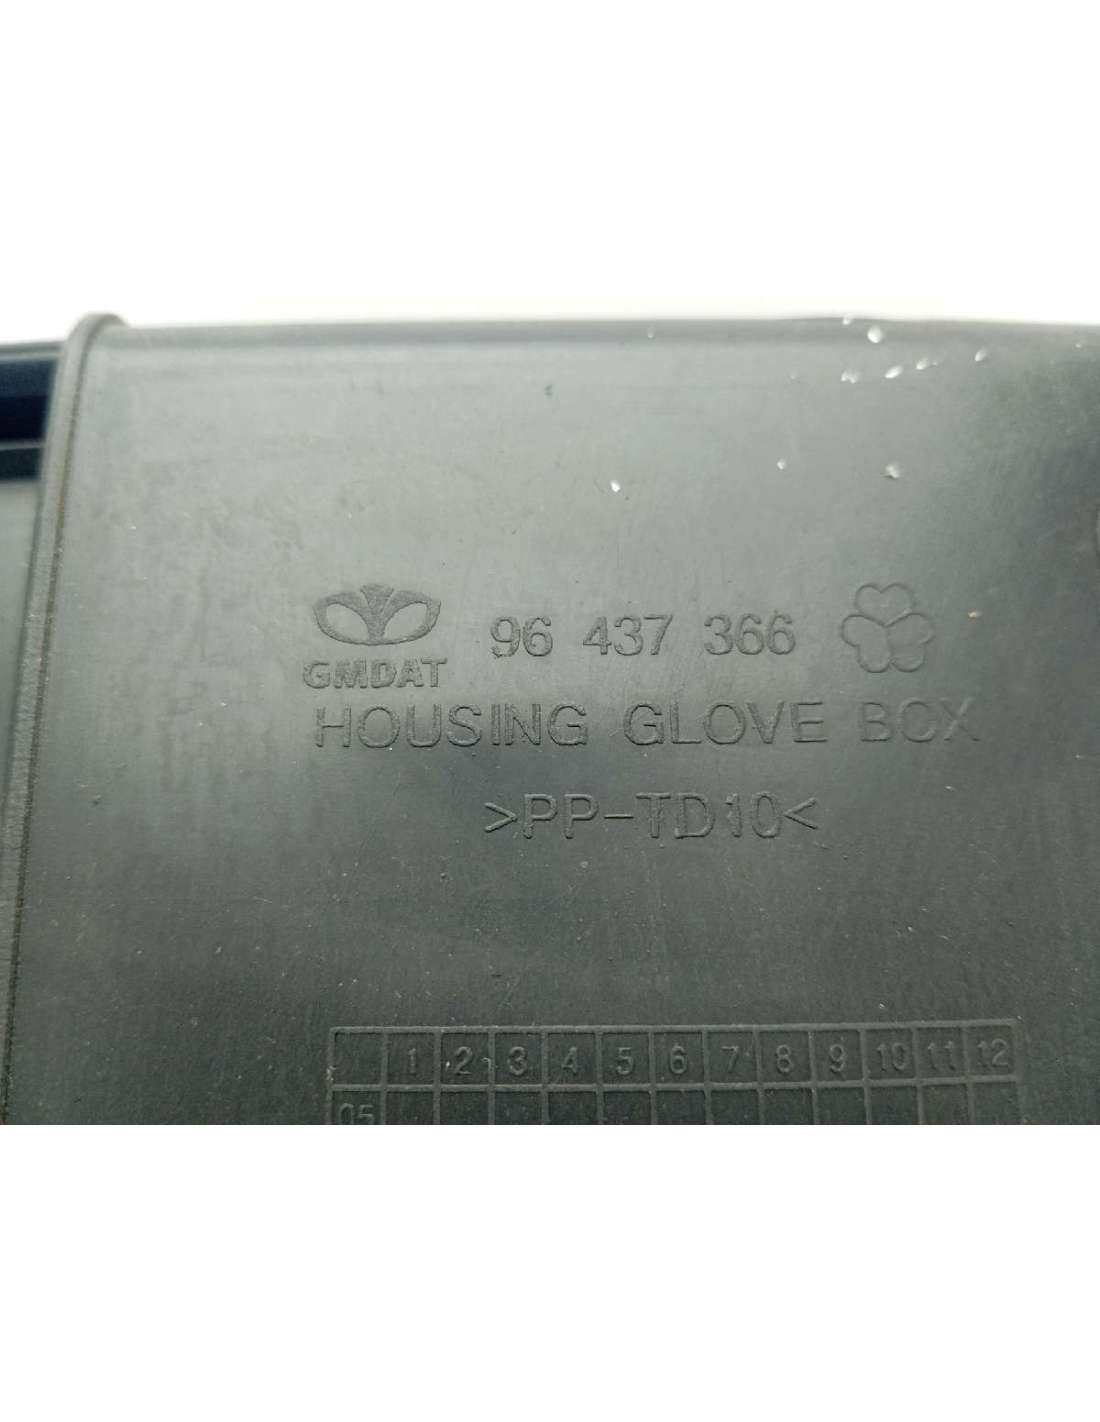 96 437 366
GMDAT
HOUSING GLOVE BOX
>PP-TD10<
1 2 3 4 5 6 7 8 9 10 11 12
05